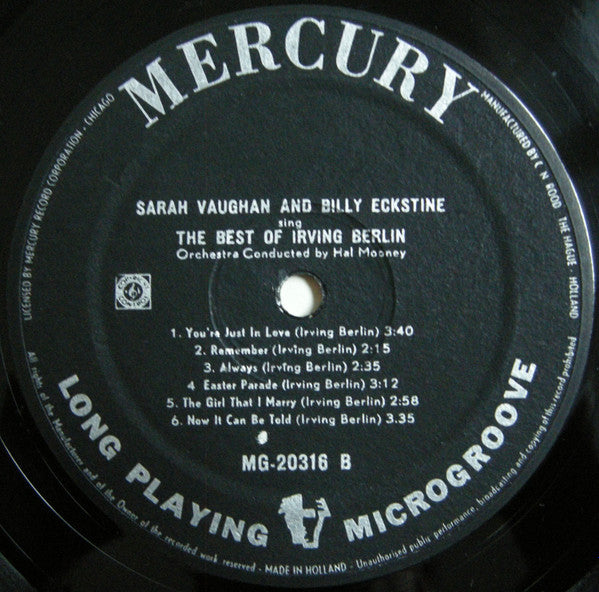 MERCURY
LICENSED BY MERCURY RECORD CORPORATION - CHICAGO
MANUFACTURED BY C N ROOD - THE HAGUE - HOLLAND
SARAH VAUGHAN AND BILLY ECKSTINE
sing
THE BEST OF IRVING BERLIN
Orchestra Conducted by Hal Mooney
1. You're Just In Love (Irving Berlin) 3:40
2. Remember (Irving Berlin) 2:15
3. Always (Irving Berlin) 2:35
4 Easter Parade (Irving Berlin) 3:12
5. The Girl That I Marry (Irving Berlin) 2:58
6. Now It Can Be Told (Irving Berlin) 3.35
MG-20316 B
LONG PLAYING MICROGROOVE
All rights of the Manufacturer and of the Owner of the recorded work reserved - MADE IN HOLLAND - Unauthorised public performance, broadcasting and copying of this record prohibited